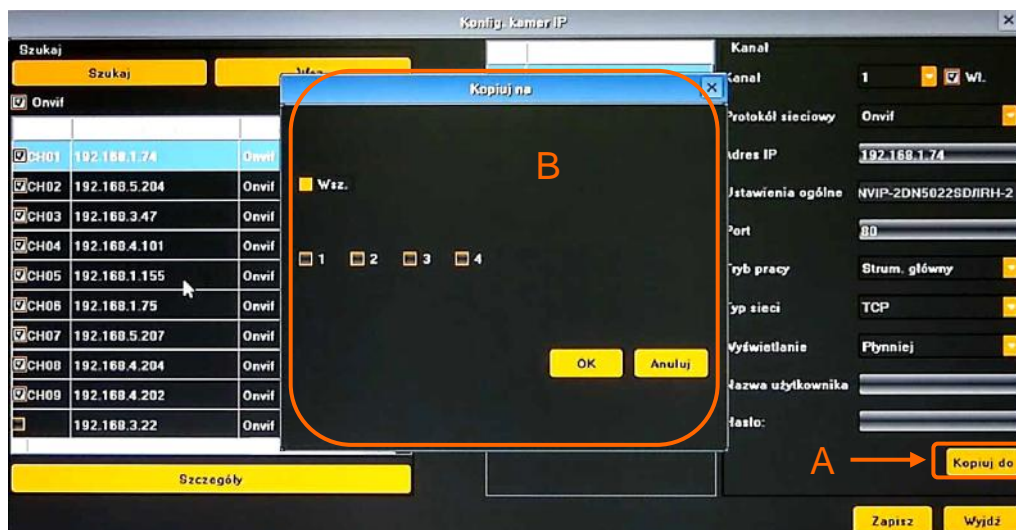 Konfig. kamer IP
Szukaj
Szukaj
Onvif
CH01 192.168.1.74 Onvif
CH02 192.168.5.204 Onvif
CH03 192.168.3.47 Onvif
CH04 192.168.4.101 Onvif
CH05 192.168.1.155 Onvif
CH06 192.168.1.75 Onvif
CH07 192.168.5.207 Onvif
CH08 192.168.4.204 Onvif
CH09 192.168.4.202 Onvif
192.168.3.22 Onvif
Szczegóły
Kopiuj na
B
Wsz.
1 2 3 4
OK Anuluj
Kanał
Kanał 1 Wł.
Protokół sieciowy Onvif
Adres IP 192.168.1.74
Ustawienia ogólne NVIP-2DN5022SD/IRH-2
Port 80
Tryb pracy Strum. główny
Typ sieci TCP
Wyświetlanie Płynniej
Nazwa użytkownika
Hasło:
A
Kopiuj do
Zapisz Wyjdź